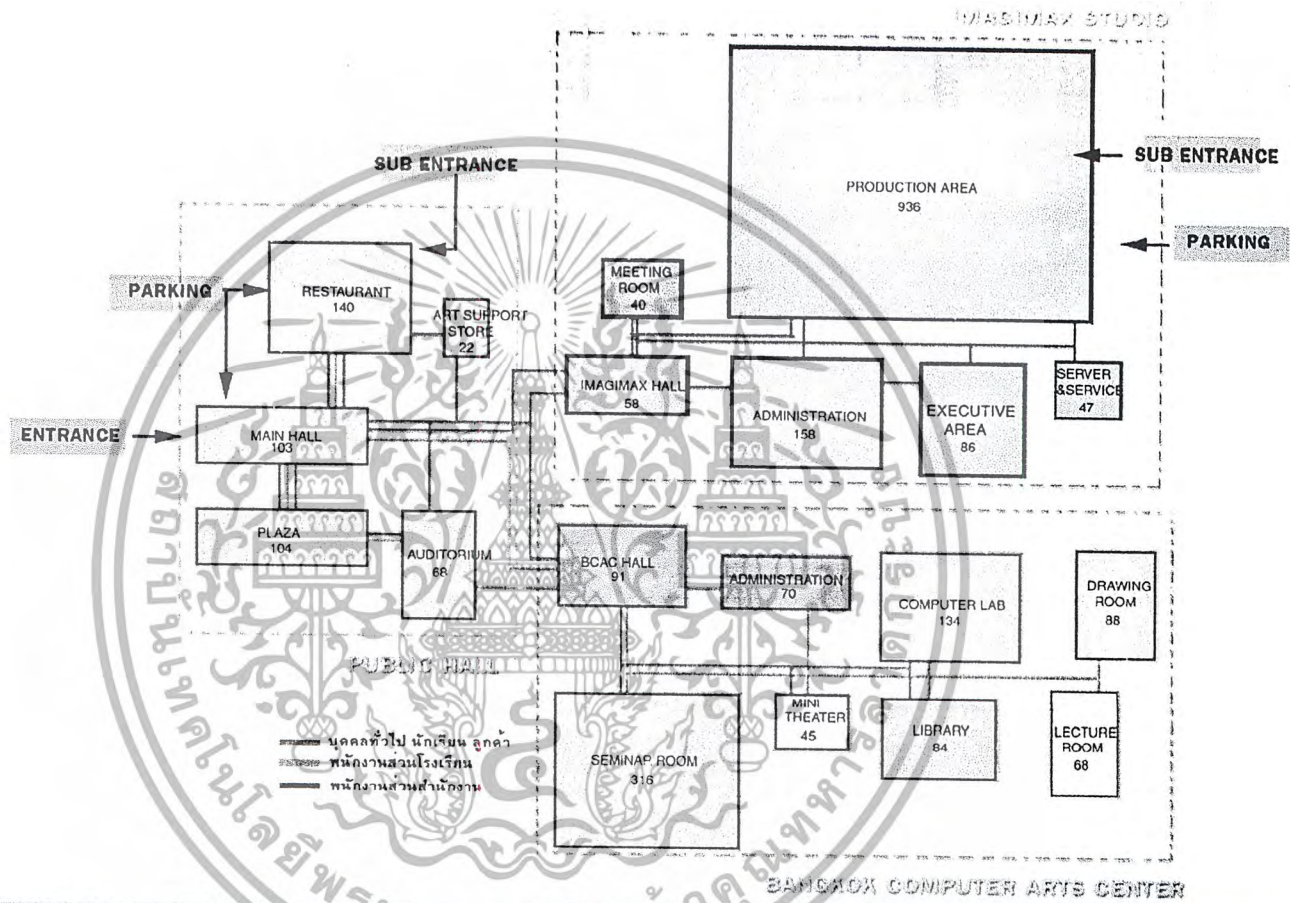 IMAGIMAX STUDIO
SUB ENTRANCE
PRODUCTION AREA
936
SUB ENTRANCE
PARKING
MEETING
ROOM
40
PARKING
RESTAURANT
140
ART SUPPORT
STORE
22
IMAGIMAX HALL
58
ADMINISTRATION
158
EXECUTIVE
AREA
86
SERVER
&SERVICE
47
ENTRANCE
MAIN HALL
103
PLAZA
104
AUDITORIUM
68
BCAC HALL
91
ADMINISTRATION
70
COMPUTER LAB
134
DRAWING
ROOM
88
PUBLIC HALL
MINI
THEATER
45
LIBRARY
84
LECTURE
ROOM
68
SEMINAR ROOM
316
บุคคลทั่วไป นักเรียน ลูกค้า
พนักงานส่วนโรงเรียน
พนักงานส่วนสำนักงาน
BANGKOK COMPUTER ARTS CENTER